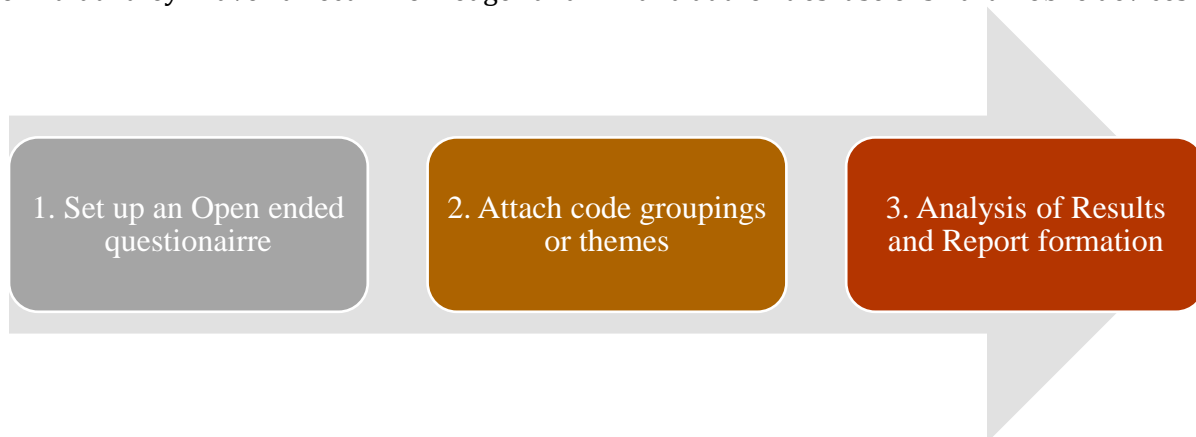 1. Set up an Open ended
questionairre
2. Attach code groupings
or themes
3. Analysis of Results
and Report formation